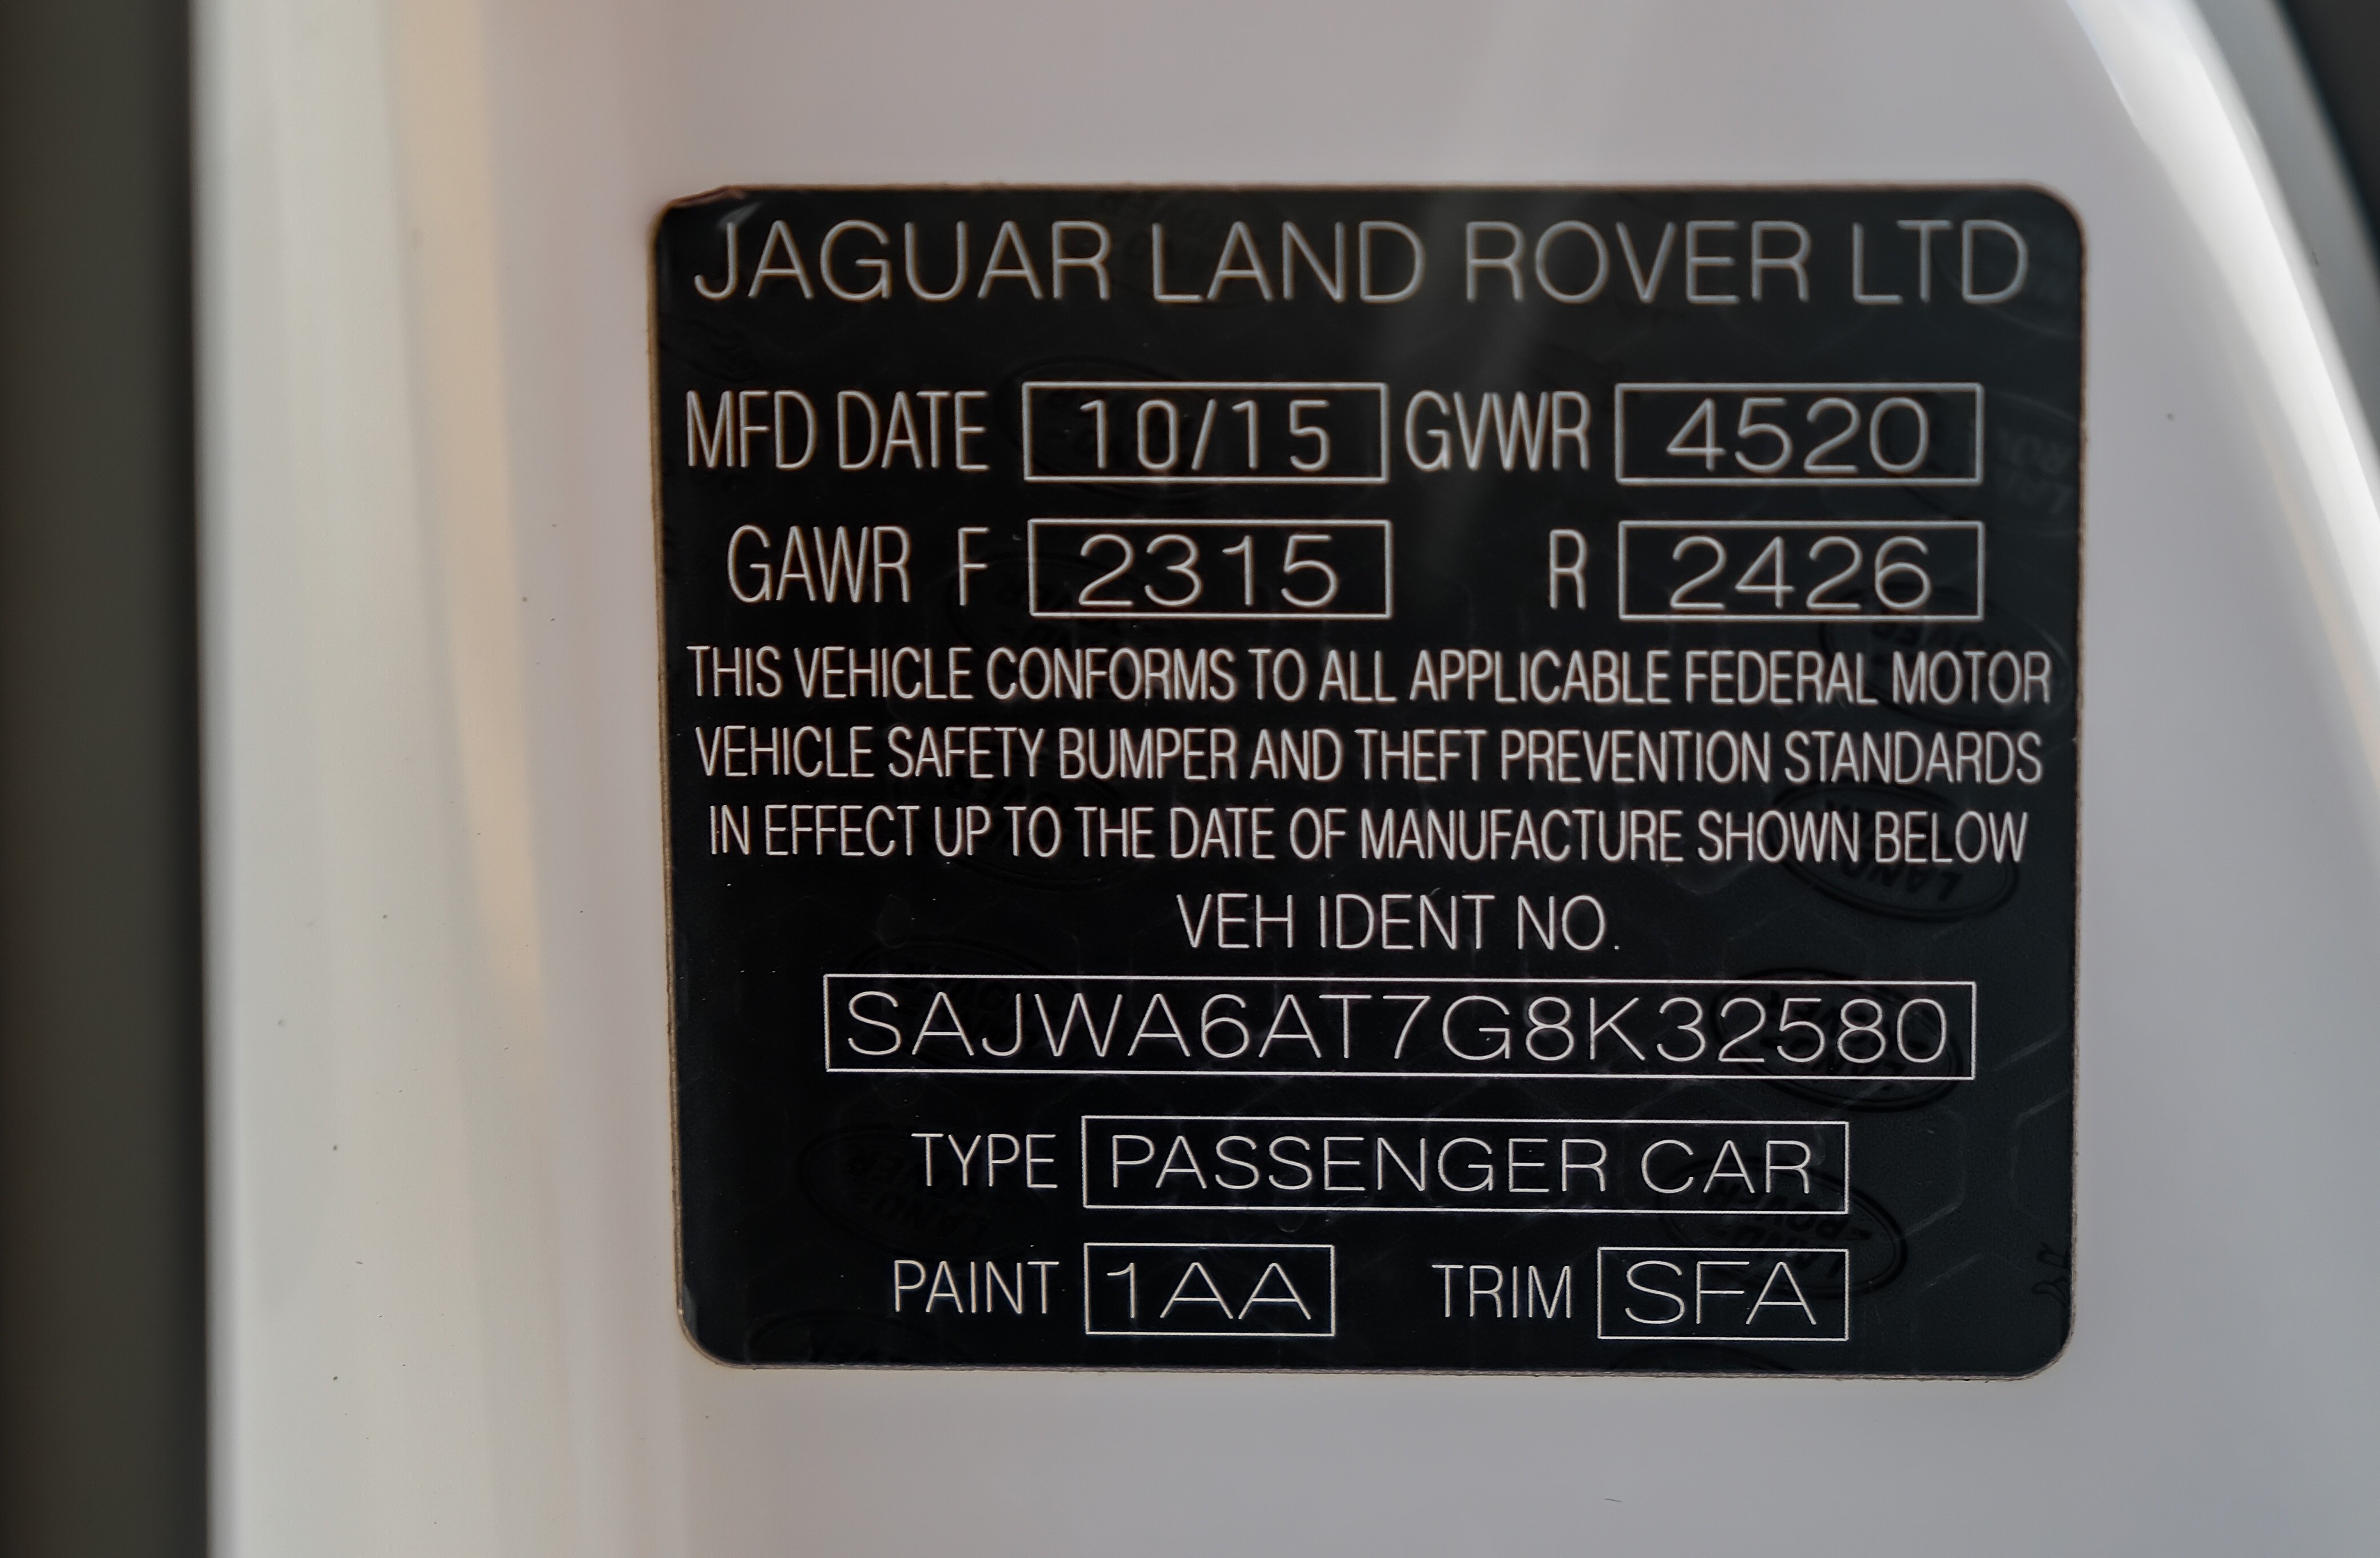 JAGUAR LAND ROVER LTD
MFD DATE 10/15 GVWR 4520
GAWR F 2315 R 2426
THIS VEHICLE CONFORMS TO ALL APPLICABLE FEDERAL MOTOR
VEHICLE SAFETY BUMPER AND THEFT PREVENTION STANDARDS
IN EFFECT UP TO THE DATE OF MANUFACTURE SHOWN BELOW
VEH IDENT NO.
SAJWA6AT7G8K32580
TYPE PASSENGER CAR
PAINT 1AA TRIM SFA